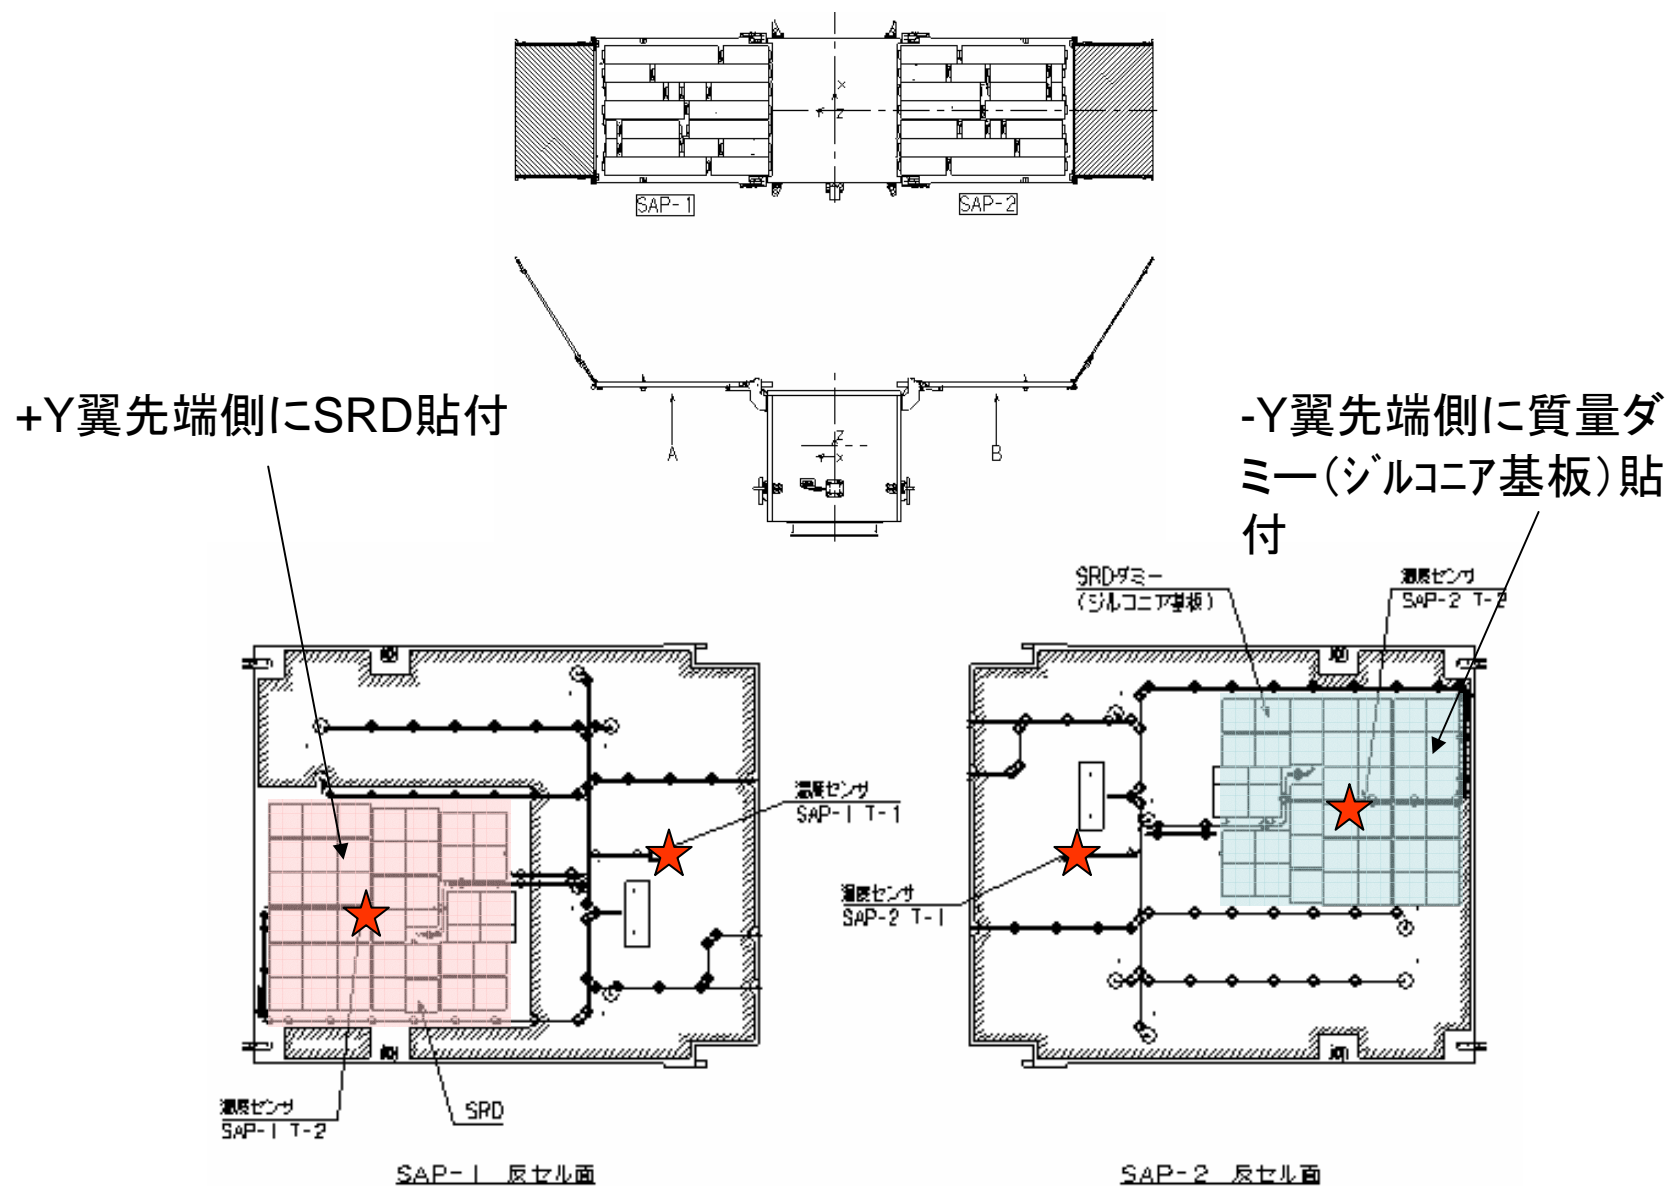 X
Y
Z
SAP-1
SAP-2
+Y翼先端側にSRD貼付
-Y翼先端側に質量ダ
ミー(ジルコニア基板)貼
付
A
B
Z
Y
X
SRDダミー
(ジルコニア基板)
温度センサ
SAP-2 T-2
温度センサ
SAP-1 T-1
温度センサ
SAP-2 T-1
温度センサ
SAP-1 T-2
SRD
SAP-1 反セル面
SAP-2 反セル面